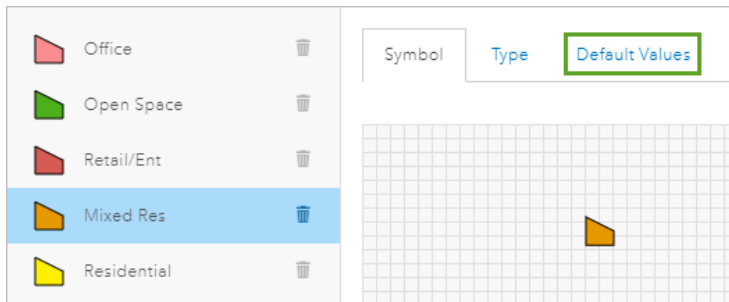 Office
Open Space
Retail/Ent
Mixed Res
Residential
Symbol
Type
Default Values